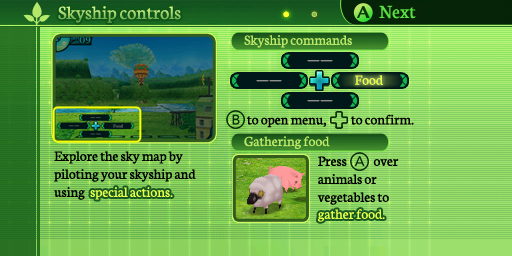 Skyship controls
A Next
Skyship commands
— —
— — Food
— —
B to open menu, to confirm.
— —
— — Food
— —
Explore the sky map by
piloting your skyship and
using special actions.
Gathering food
Press A over
animals or
vegetables to
gather food.